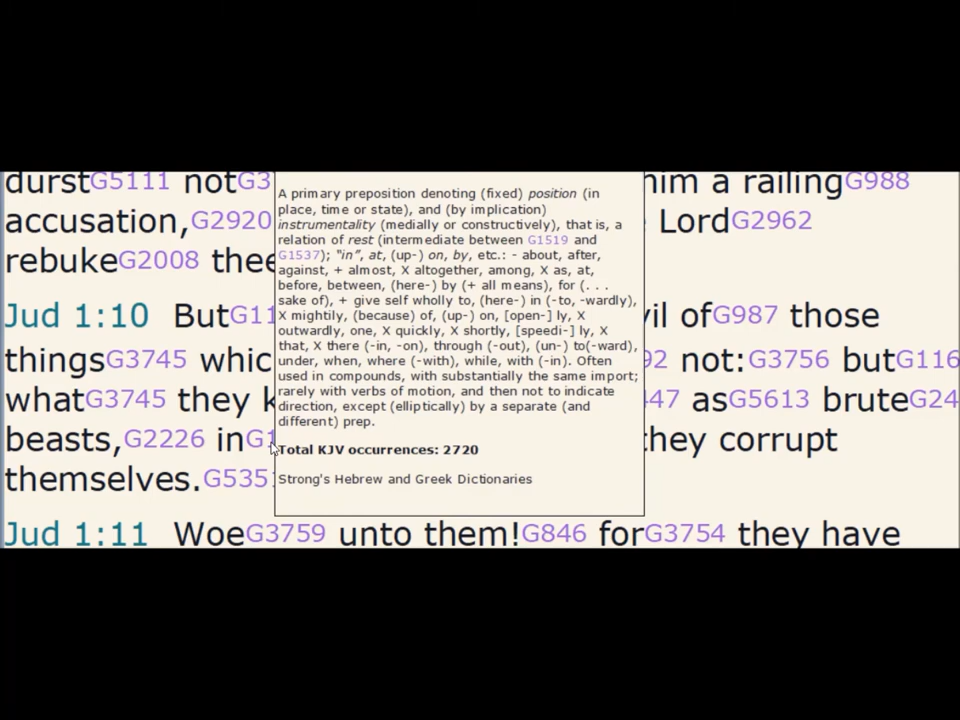 durstG5111 notG3
him a railingG988
accusation,G2920
Lord G2962
rebukeG2008 thee
Jud 1:10 ButG11
vil ofG987 those
thingsG3745 whic
92 not:G3756 butG116
whatG3745 they k
447 asG5613 bruteG24
beasts,G2226 inG1
they corrupt
themselves.G535
Jud 1:11 WoeG3759 unto them!G846 forG3754 they have
A primary preposition denoting (fixed) position (in
place, time or state), and (by implication)
instrumentality (medially or constructively), that is, a
relation of rest (intermediate between G1519 and
G1537); "in", at, (up-) on, by, etc.: - about, after,
against, + almost, X altogether, among, X as, at,
before, between, (here-) by (+ all means), for (. . .
sake of), + give self wholly to, (here-) in (-to, -wardly),
X mightily, (because) of, (up-) on, [open-] ly, X
outwardly, one, X quickly, X shortly, [speedi-] ly, X
that, X there (-in, -on), through (-out), (un-) to(-ward),
under, when, where (-with), while, with (-in). Often
used in compounds, with substantially the same import;
rarely with verbs of motion, and then not to indicate
direction, except (elliptically) by a separate (and
different) prep.
Total KJV occurrences: 2720
Strong's Hebrew and Greek Dictionaries